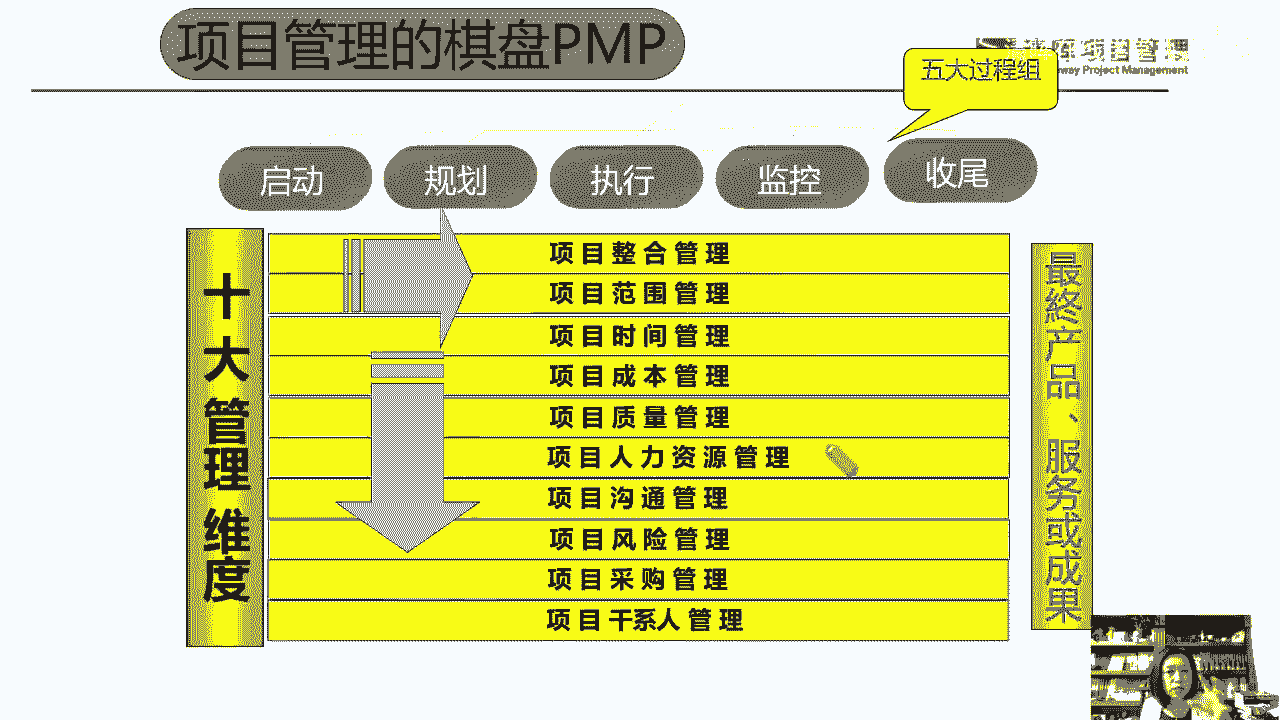 项目管理的棋盘PMP
项目管理
way Project Management
五大过程组
启动
规划
执行
监控
收尾
十大管理维度
项目整合管理
项目范围管理
项目时间管理
项目成本管理
项目质量管理
项目人力资源管理
项目沟通管理
项目风险管理
项目采购管理
项目干系人管理
最终产品、服务或成果